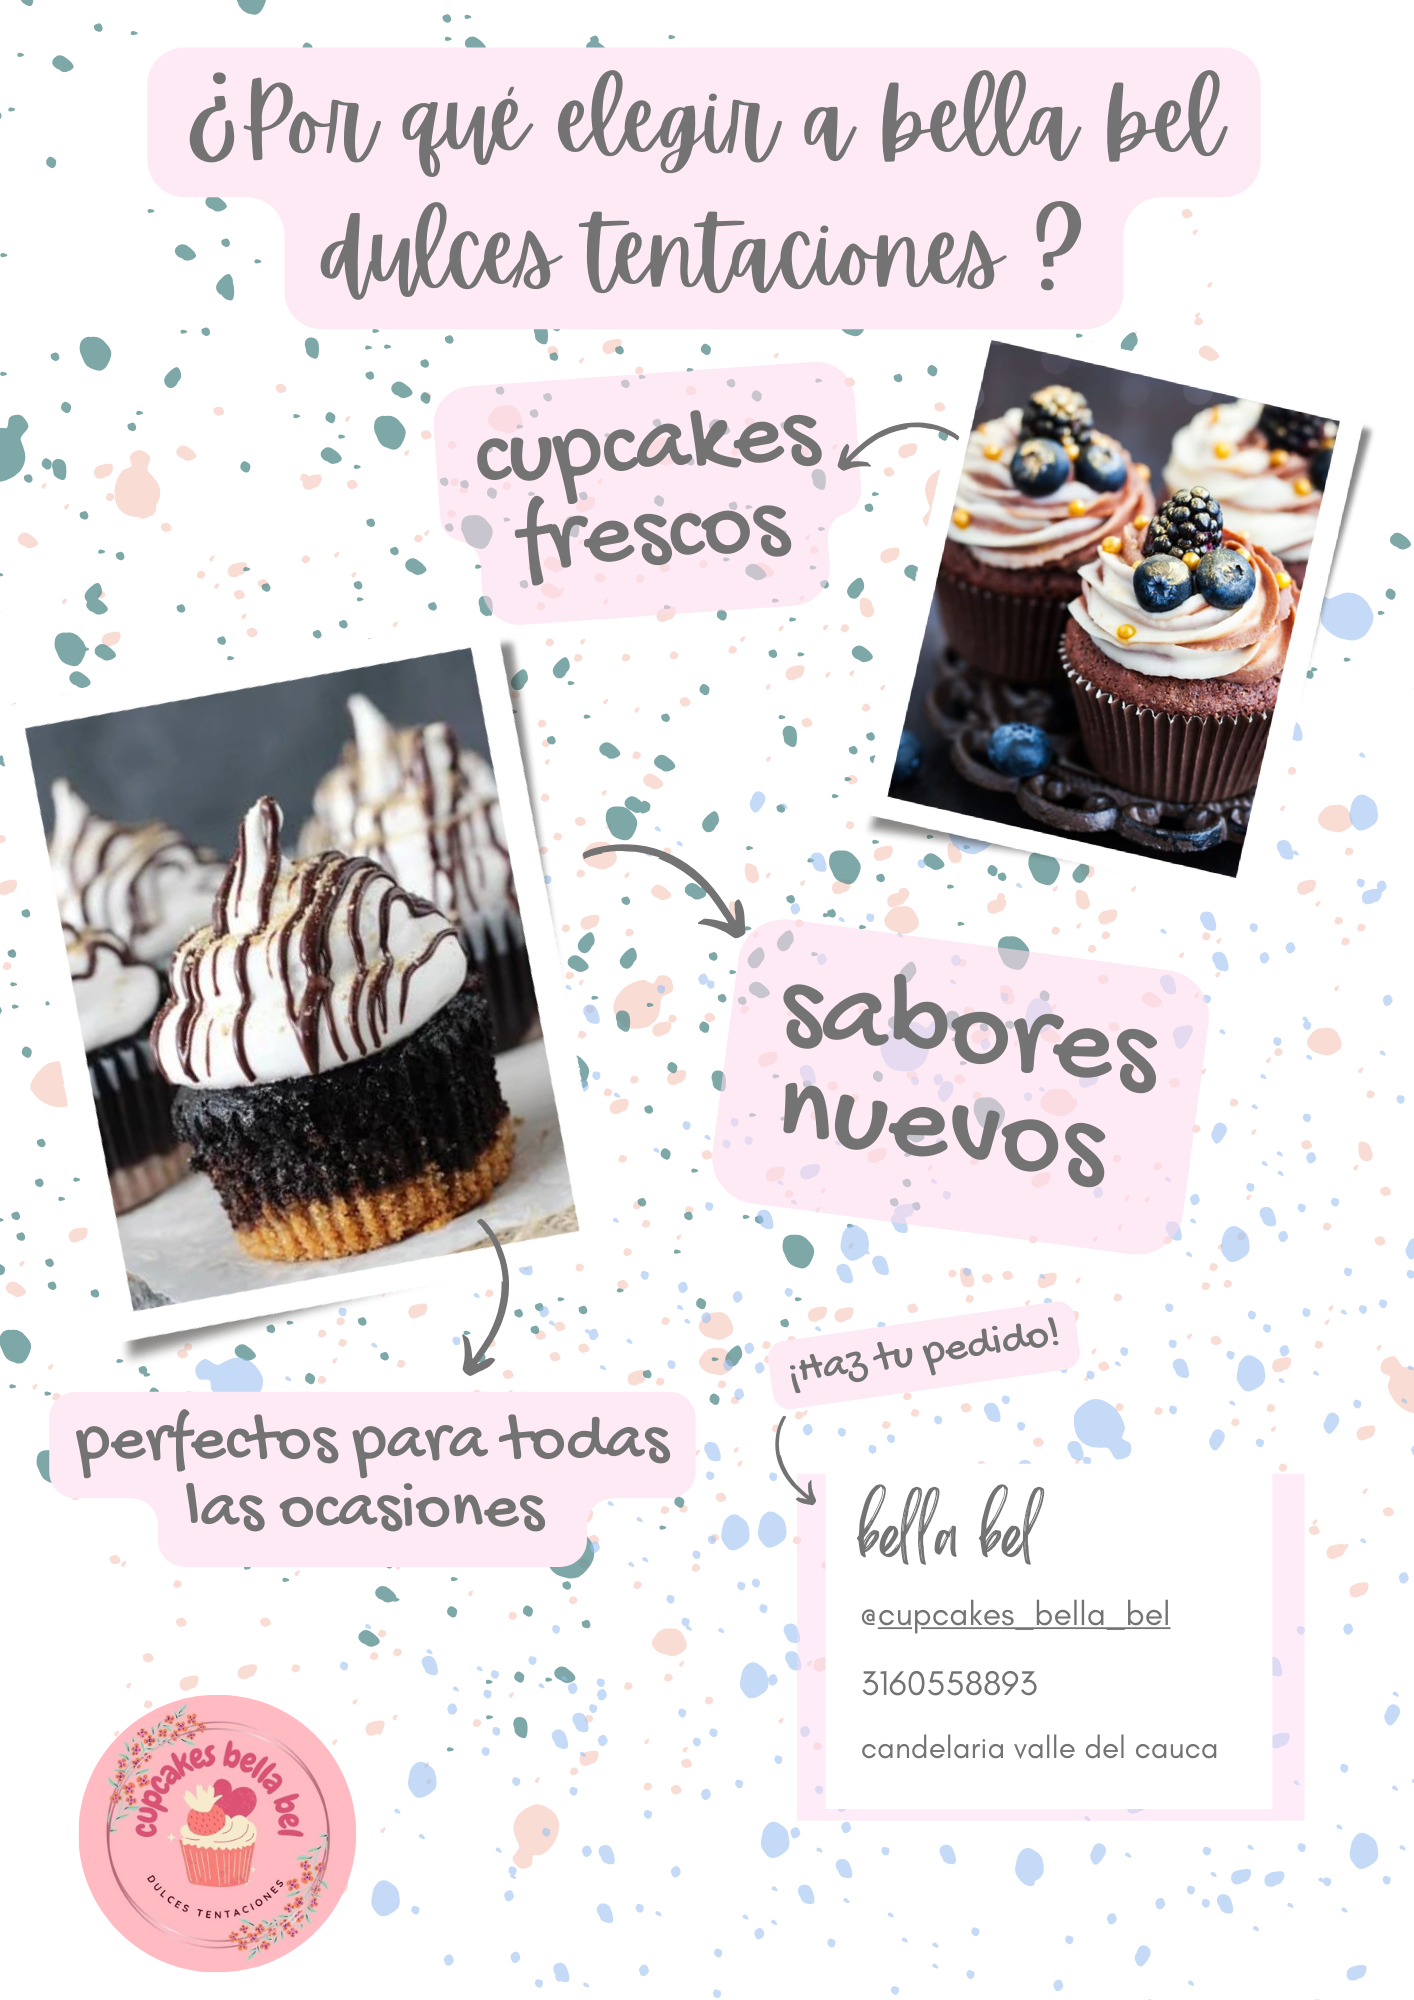 ¿Por qué elegir a bella bel
dulces tentaciones ?
cupcakes
frescos
sabores
nuevos
perfectos para todas
las ocasiones
¡Haz tu pedido!
bella bel
@cupcakes_bella_bel
3160558893
candelaria valle del cauca
cupcakes bella bel
DULCES TENTACIONES